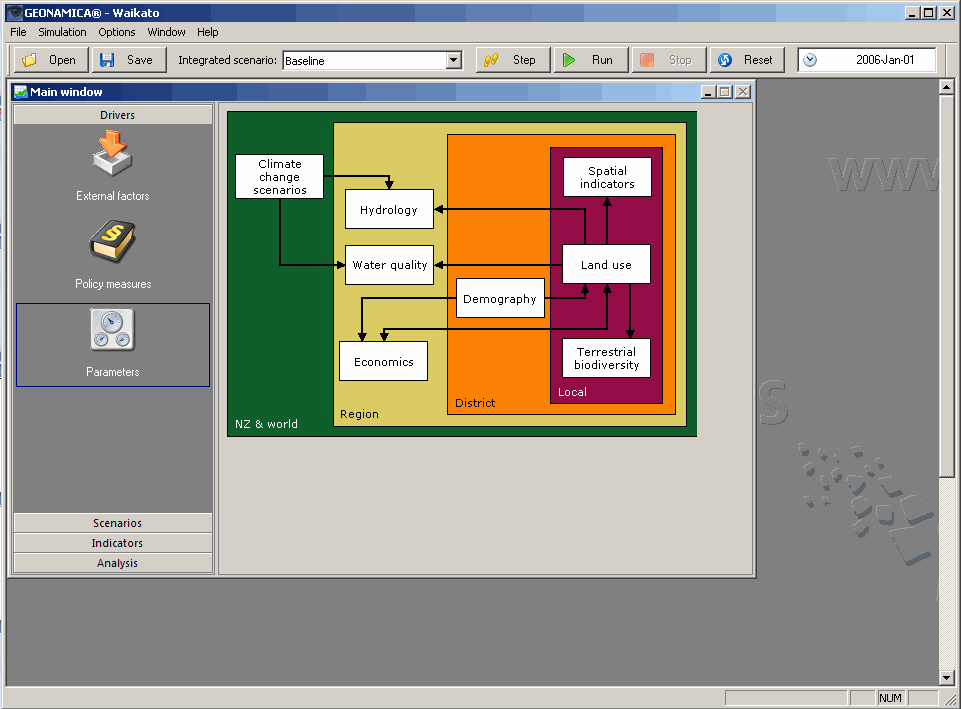 GEONAMICA® - Waikato
File Simulation Options Window Help
Open Save Integrated scenario: Baseline Step Run Stop Reset 2006-Jan-01
Main window
Drivers
External factors
Policy measures
Parameters
Scenarios
Indicators
Analysis
Climate
change
scenarios
Hydrology
Water quality
Economics
Demography
Spatial
indicators
Land use
Terrestrial
biodiversity
Local
District
Region
NZ & world
www
S
NUM